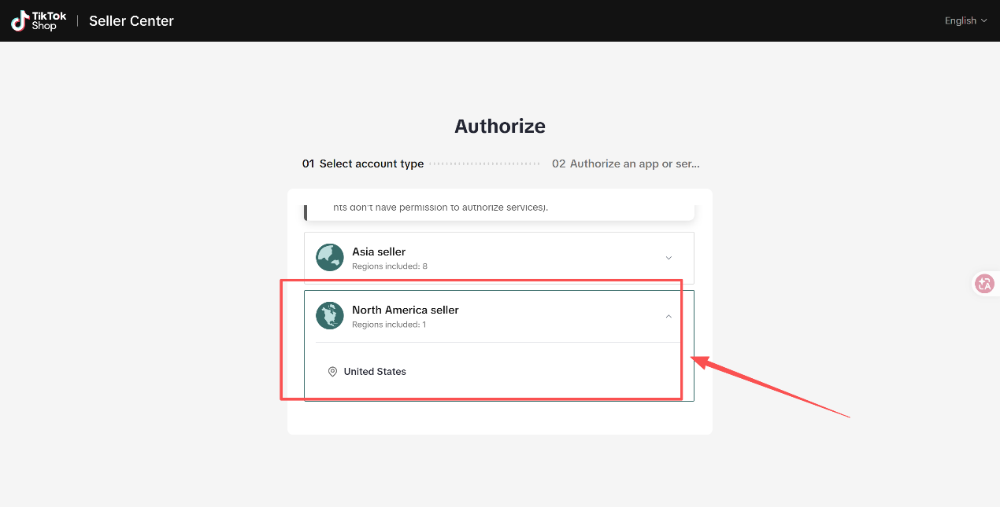 TikTok
Shop
Seller Center
English
Authorize
01 Select account type
02 Authorize an app or ser...
nts don't have permission to authorize services).
Asia seller
Regions included: 8
North America seller
Regions included: 1
United States